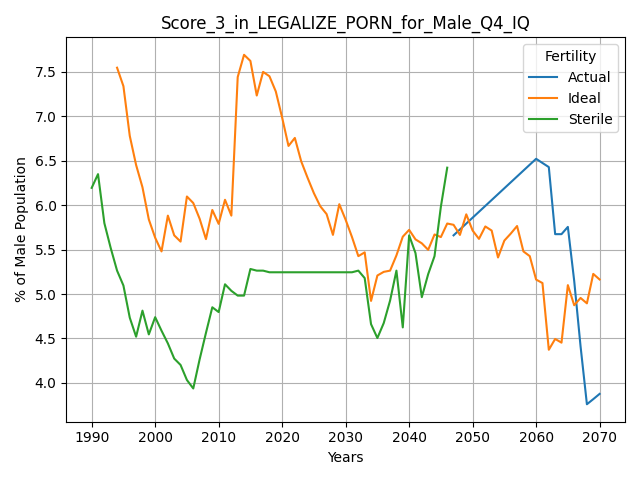 Score_3_in_LEGALIZE_PORN_for_Male_Q4_IQ
Fertility
Actual
Ideal
Sterile
% of Male Population
7.5
7.0
6.5
6.0
5.5
5.0
4.5
4.0
1990 2000 2010 2020 2030 2040 2050 2060 2070
Years